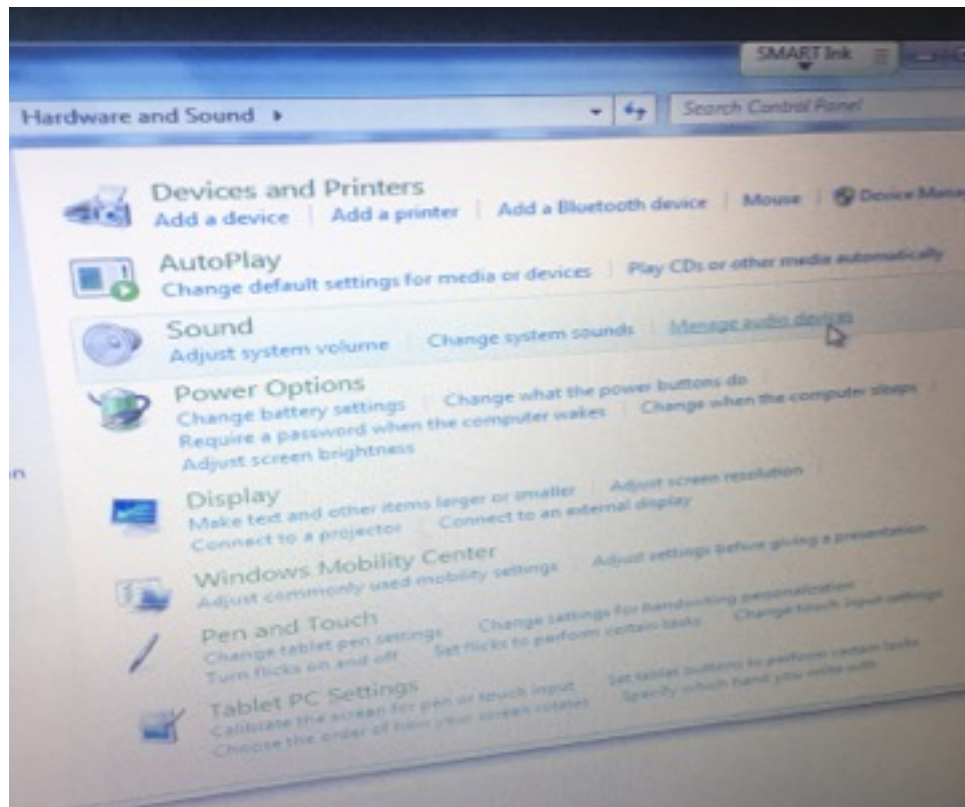 SMART Ink
Hardware and Sound
Search Control Panel
Devices and Printers
Add a device Add a printer Add a Bluetooth device Mouse Device Manag
AutoPlay
Change default settings for media or devices Play CDs or other media automatically
Sound
Adjust system volume Change system sounds Manage audio devices
Power Options
Change battery settings Change what the power buttons do
Require a password when the computer wakes Change when the computer sleeps
Adjust screen brightness
on
Display
Make text and other items larger or smaller Adjust screen resolution
Connect to a projector Connect to an external display
Windows Mobility Center
Adjust commonly used mobility settings Adjust settings before giving a presentation
Pen and Touch
Change tablet pen settings Change settings for handwriting personalization
Turn flicks on and off Set flicks to perform certain tasks Change touch input settings
Tablet PC Settings
Calibrate the screen for pen or touch input Set tablet buttons to perform certain tasks
Choose the order of how your screen rotates Specify which hand you write with